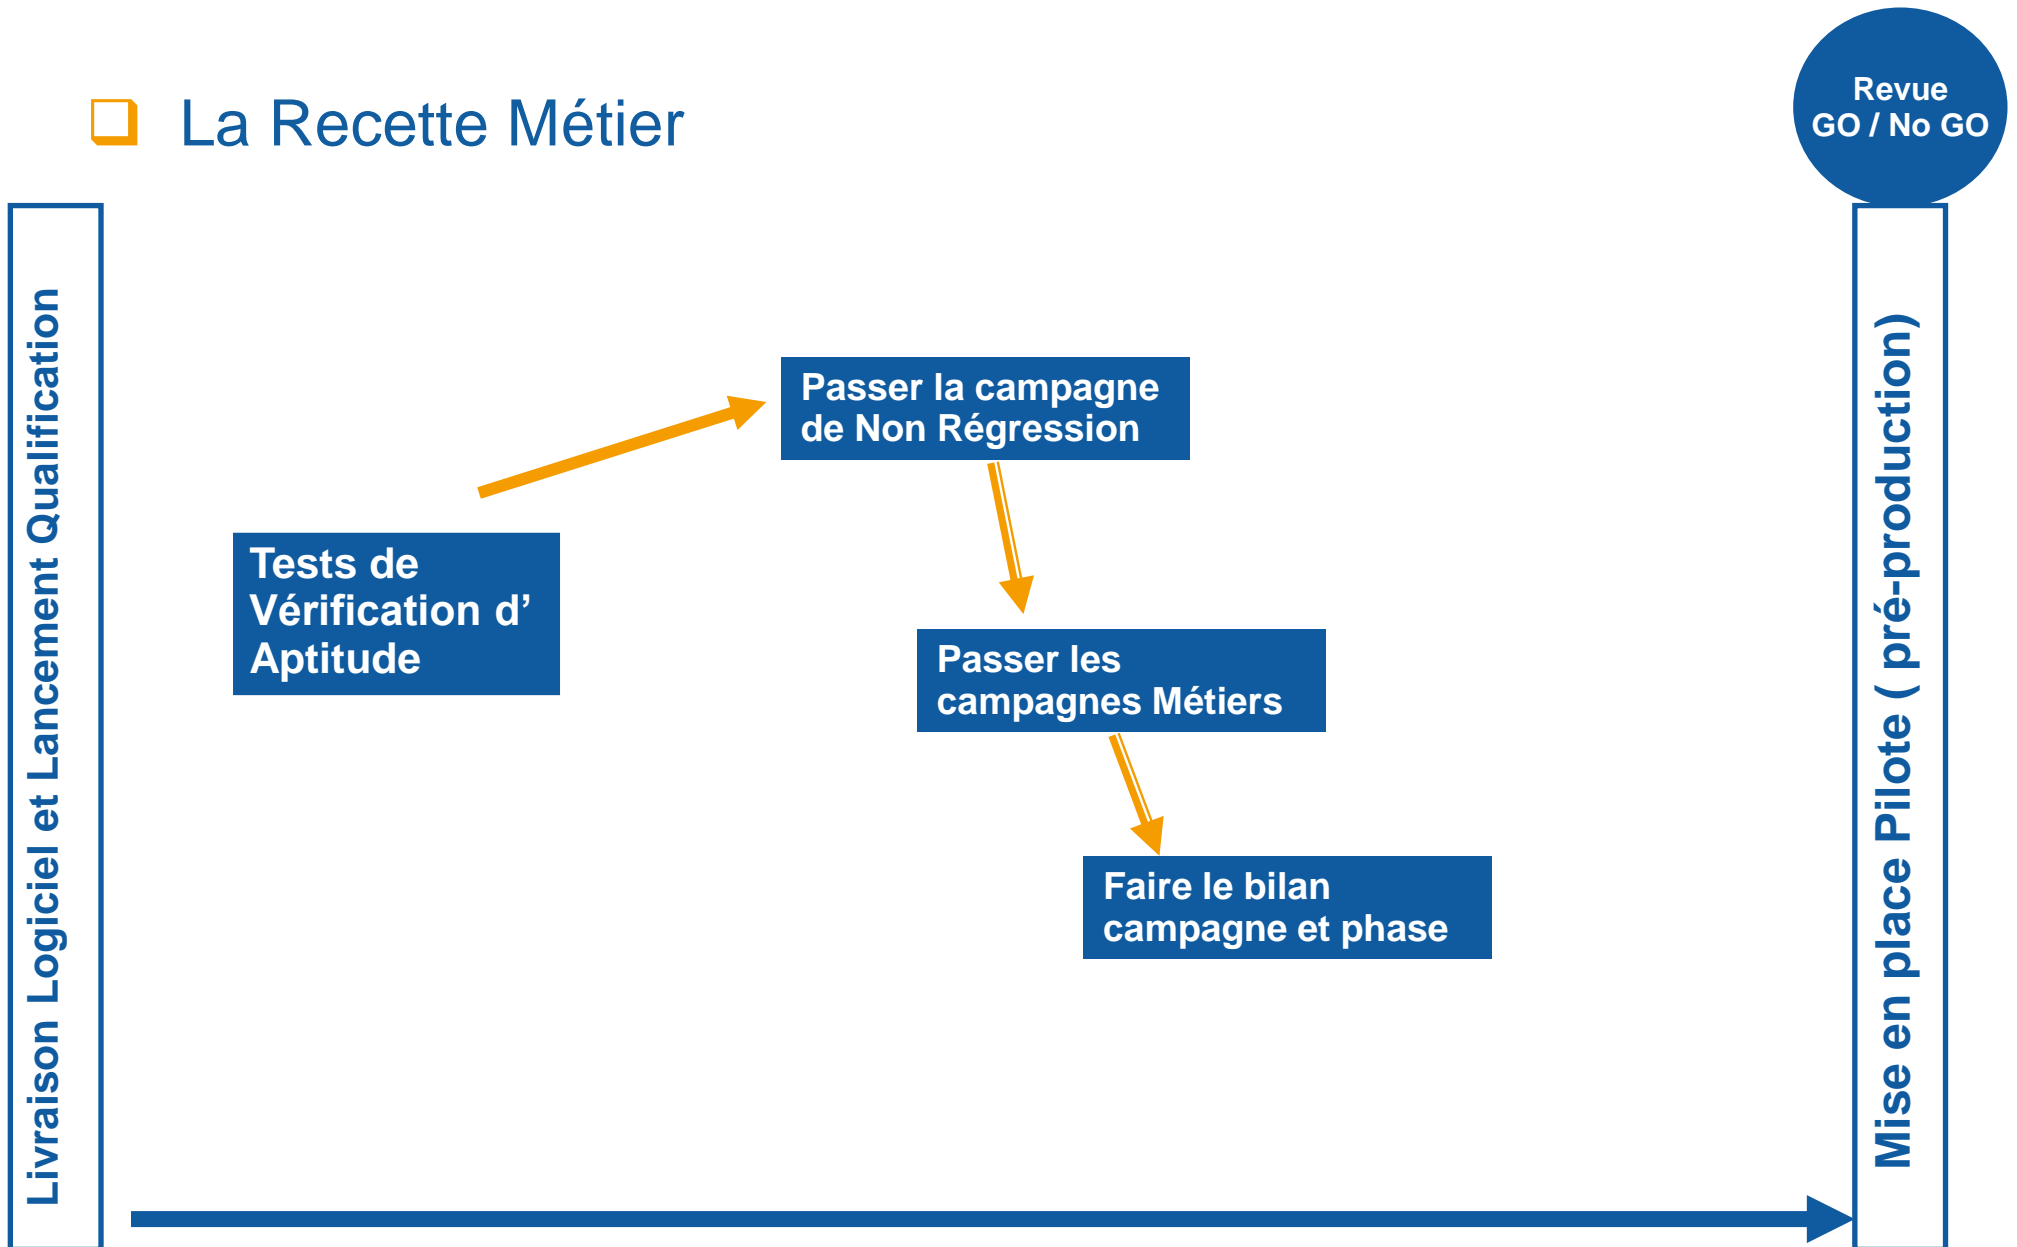 La Recette Métier
Revue
GO / No GO
Livraison Logiciel et Lancement Qualification
Passer la campagne
de Non Régression
Tests de
Vérification d’
Aptitude
Passer les
campagnes Métiers
Faire le bilan
campagne et phase
Mise en place Pilote ( pré-production)